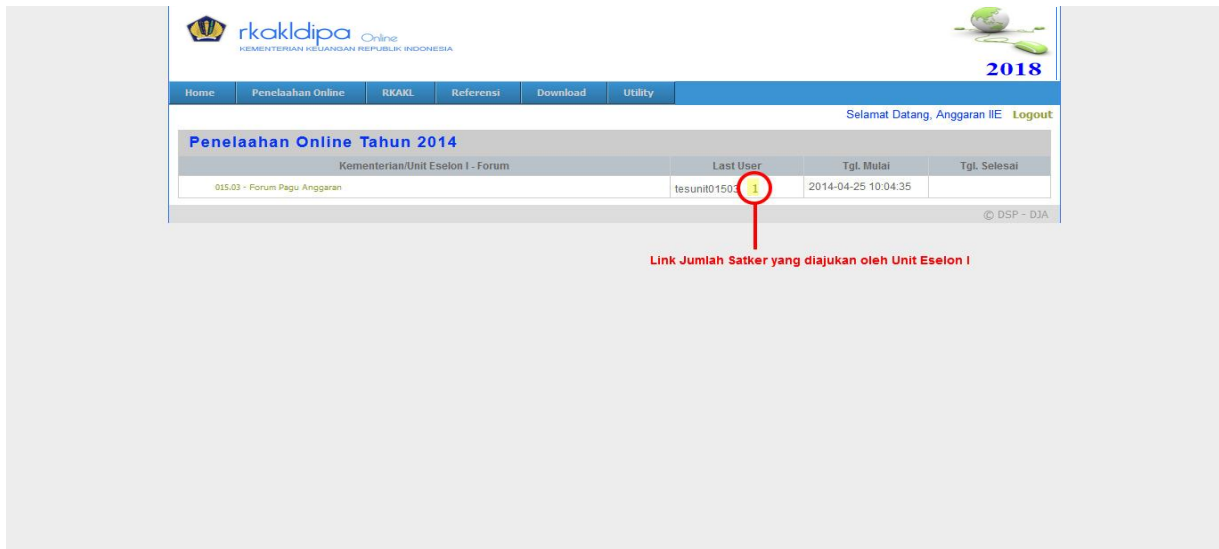 rkakldipa Online
KEMENTERIAN KEUANGAN REPUBLIK INDONESIA
2018
Home Penelaahan Online RKAKL Referensi Download Utility
Selamat Datang, Anggaran IIE Logout
Penelaahan Online Tahun 2014
Kementerian/Unit Eselon I - Forum Last User Tgl. Mulai Tgl. Selesai
015.03 - Forum Pagu Anggaran tesunit01503 1 2014-04-25 10:04:35
© DSP - DJA
Link Jumlah Satker yang diajukan oleh Unit Eselon I